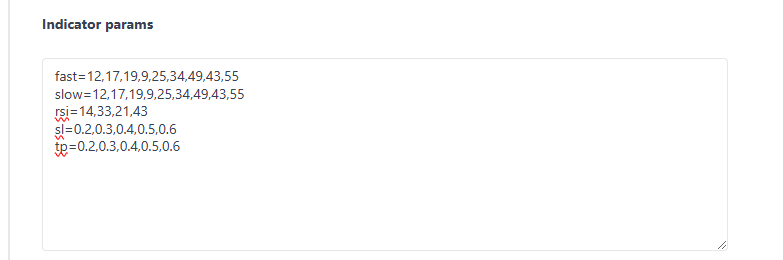 Indicator params
fast=12,17,19,9,25,34,49,43,55
slow=12,17,19,9,25,34,49,43,55
rsi=14,33,21,43
sl=0.2,0.3,0.4,0.5,0.6
tp=0.2,0.3,0.4,0.5,0.6